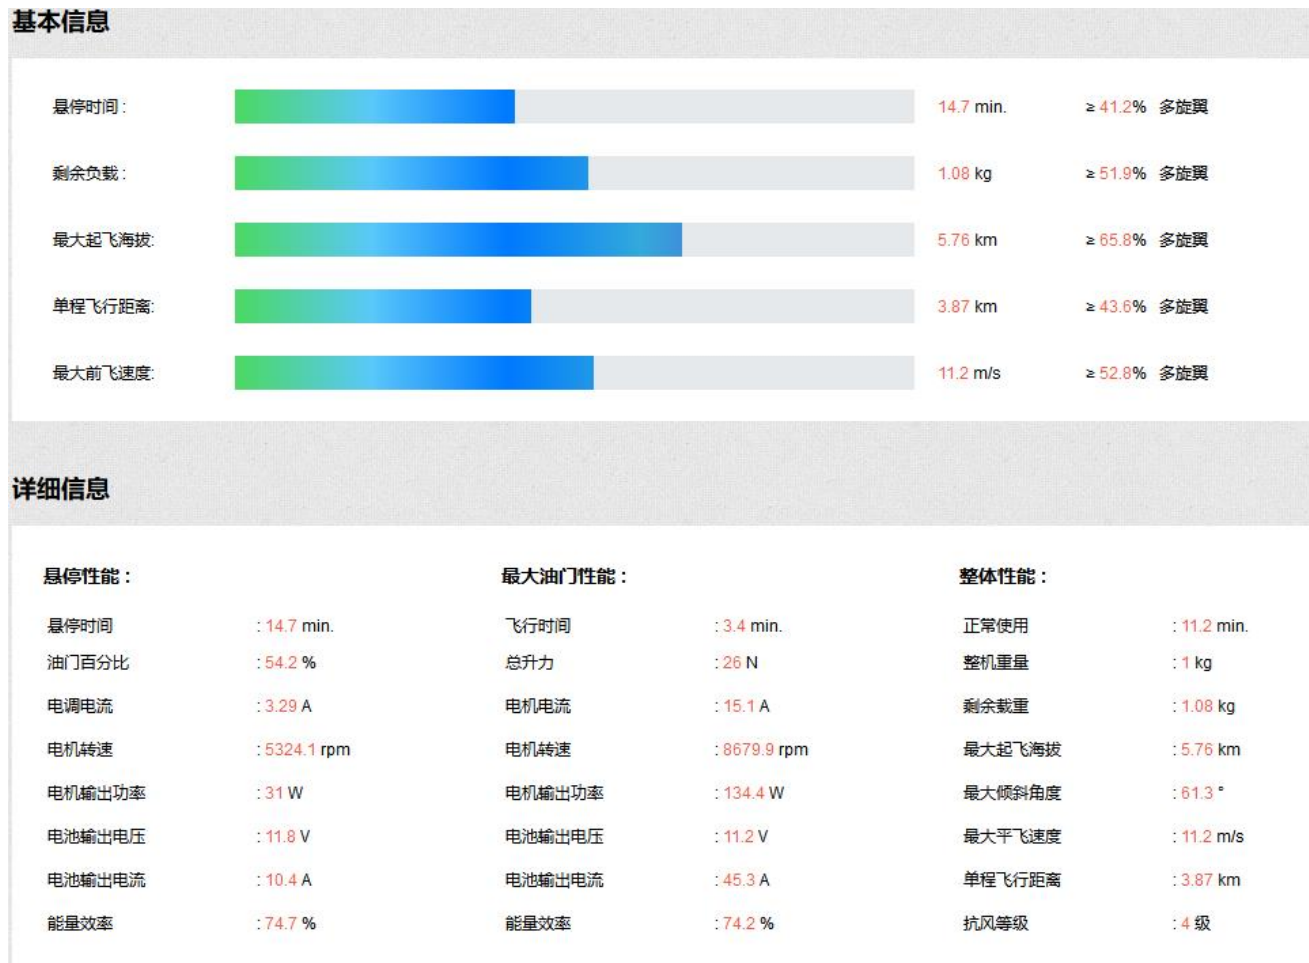 基本信息
悬停时间: 14.7 min. ≥ 41.2% 多旋翼
剩余负载: 1.08 kg ≥ 51.9% 多旋翼
最大起飞海拔: 5.76 km ≥ 65.8% 多旋翼
单程飞行距离: 3.87 km ≥ 43.6% 多旋翼
最大前飞速度: 11.2 m/s ≥ 52.8% 多旋翼
详细信息
悬停性能: 最大油门性能: 整体性能:
悬停时间 : 14.7 min. 飞行时间 : 3.4 min. 正常使用 : 11.2 min.
油门百分比 : 54.2 % 总升力 : 26 N 整机重量 : 1 kg
电调电流 : 3.29 A 电机电流 : 15.1 A 剩余载重 : 1.08 kg
电机转速 : 5324.1 rpm 电机转速 : 8679.9 rpm 最大起飞海拔 : 5.76 km
电机输出功率 : 31 W 电机输出功率 : 134.4 W 最大倾斜角度 : 61.3 °
电池输出电压 : 11.8 V 电池输出电压 : 11.2 V 最大平飞速度 : 11.2 m/s
电池输出电流 : 10.4 A 电池输出电流 : 45.3 A 单程飞行距离 : 3.87 km
能量效率 : 74.7 % 能量效率 : 74.2 % 抗风等级 : 4 级